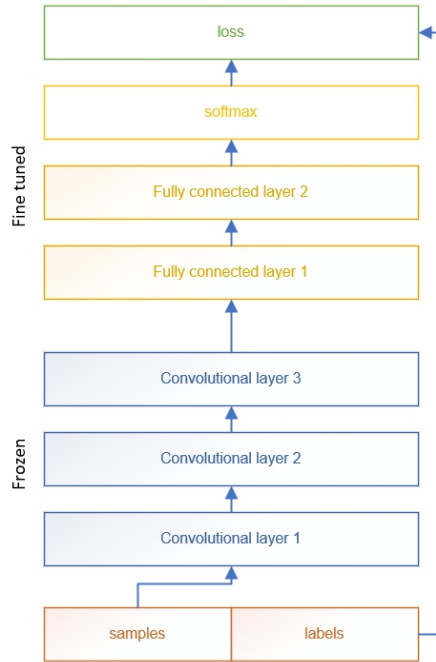 loss
softmax
Fully connected layer 2
Fine tuned
Fully connected layer 1
Convolutional layer 3
Convolutional layer 2
Frozen
Convolutional layer 1
samples
labels